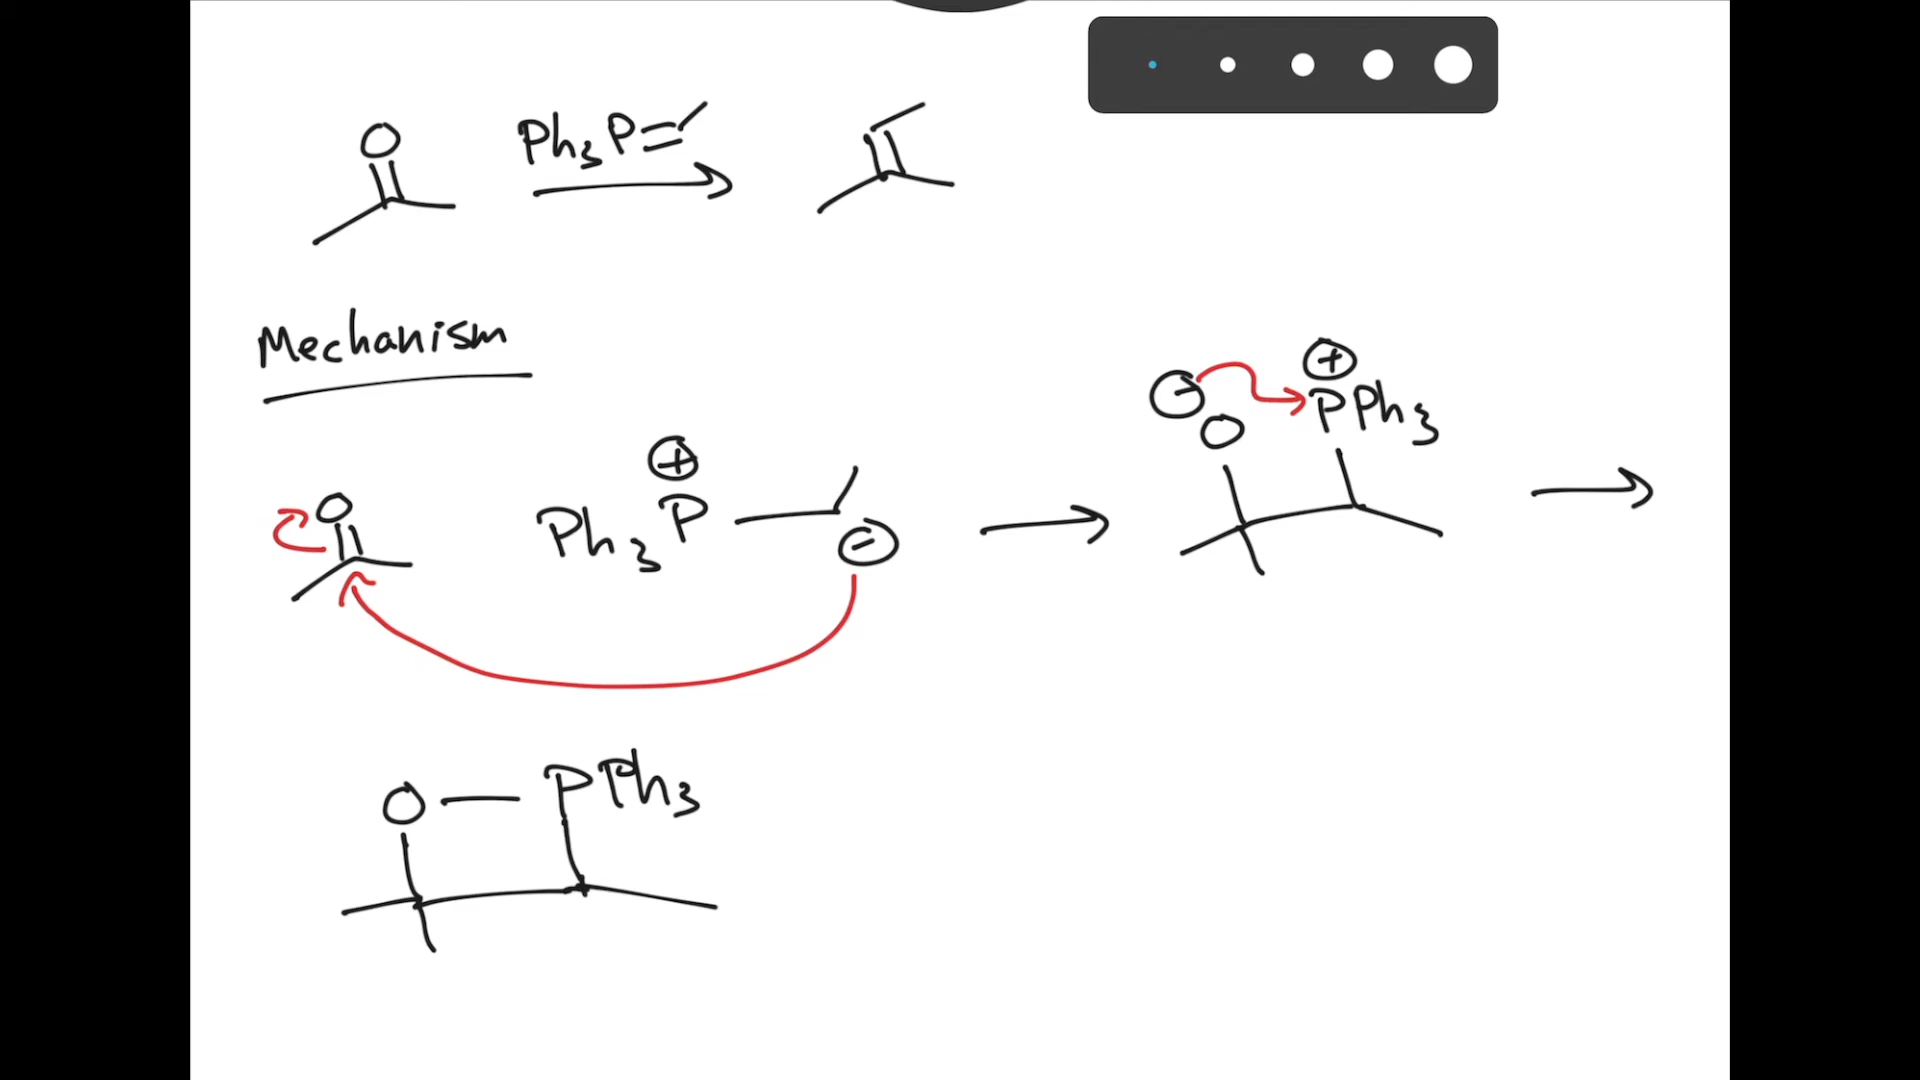 O Ph3P
Mechanism
⊖ ⊕
O PPh3
⊕
O Ph3P ⊖
O PPh3